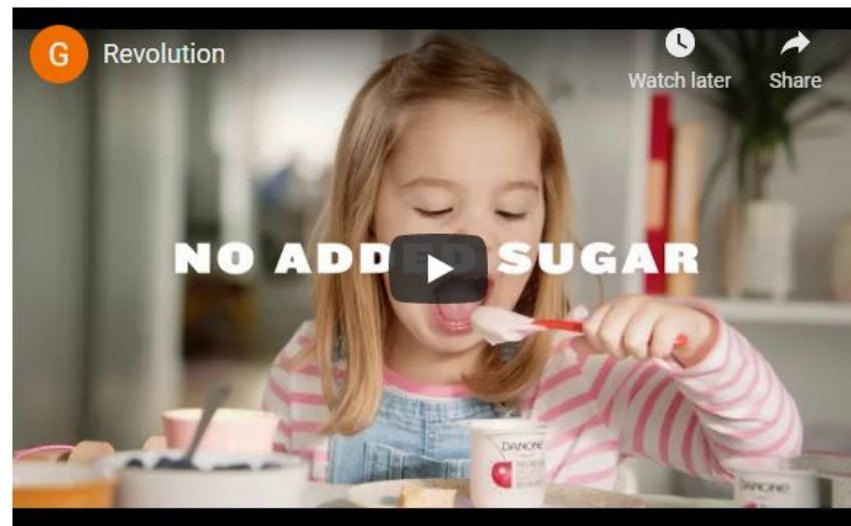 G Revolution
Watch later Share
NO ADDED SUGAR
DANONE
DANONE